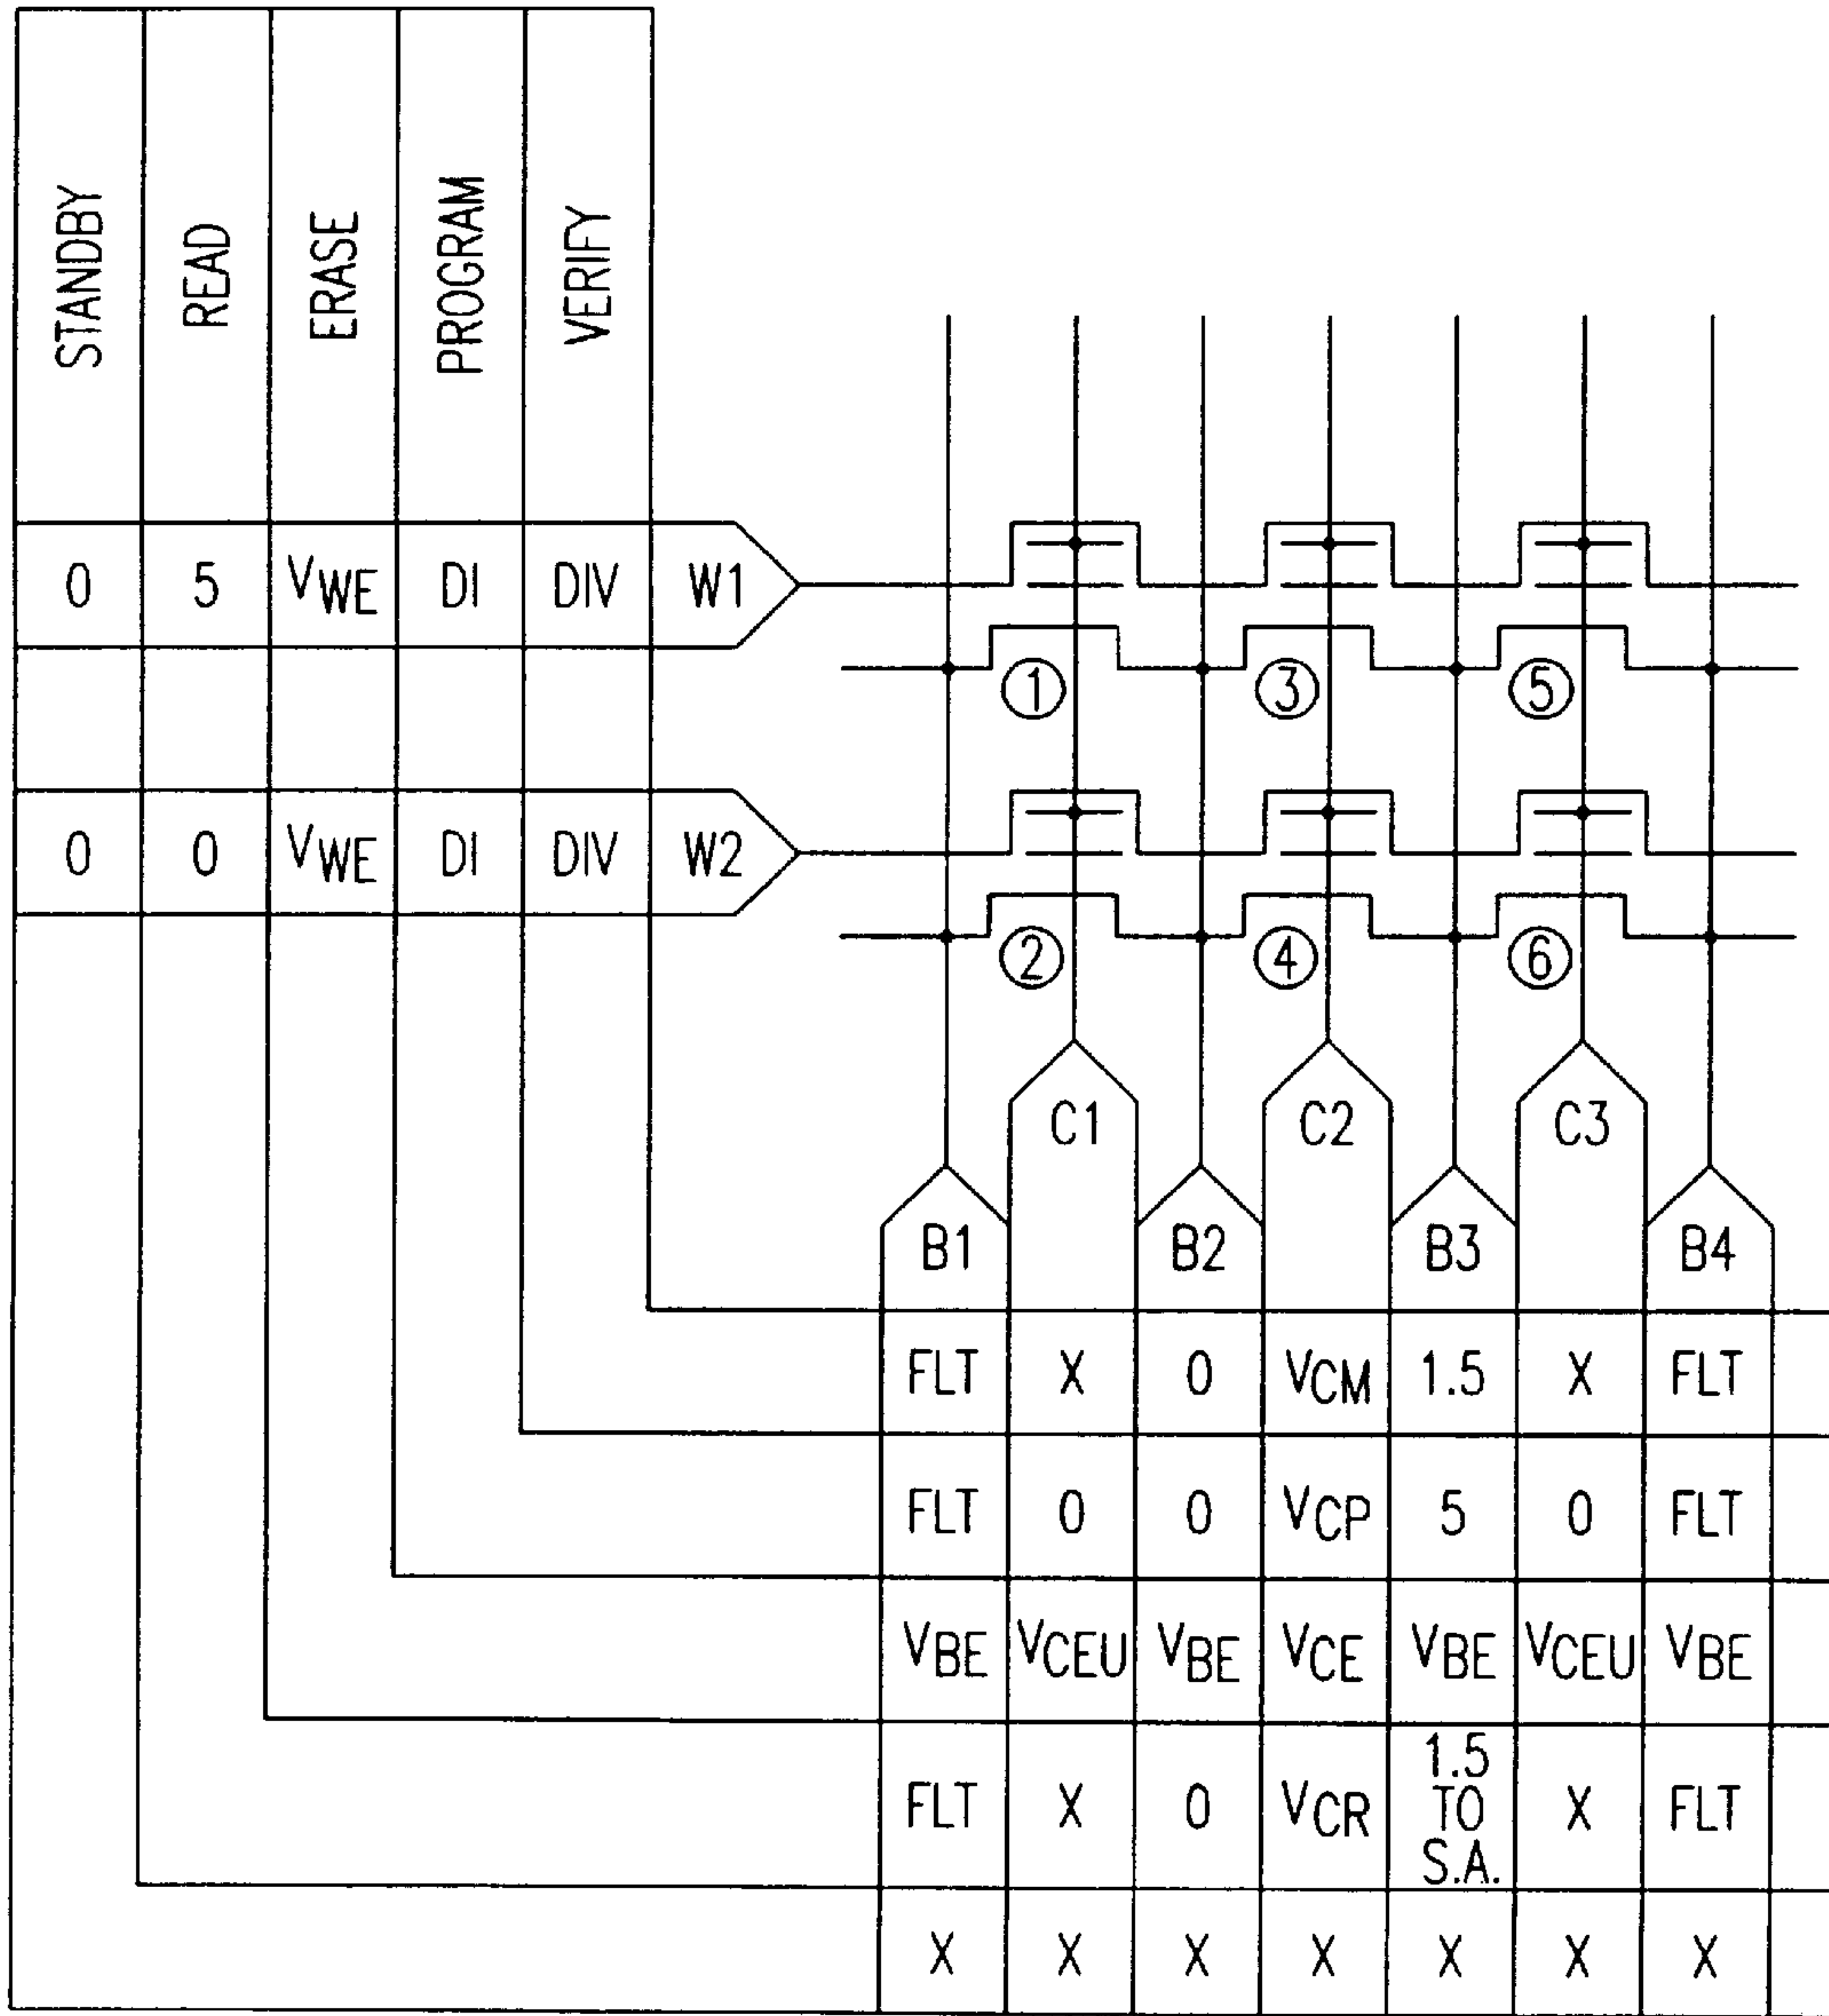 STANDBY READ ERASE PROGRAM VERIFY
0 5 VWE DI DIV W1
① ③ ⑤
0 0 VWE DI DIV W2
② ④ ⑥
C1 C2 C3
B1 B2 B3 B4
FLT X 0 VCM 1.5 X FLT
FLT 0 0 VCP 5 0 FLT
VBE VCEU VBE VCE VBE VCEU VBE
1.5
FLT X 0 VCR TO X FLT
S.A.
X X X X X X X